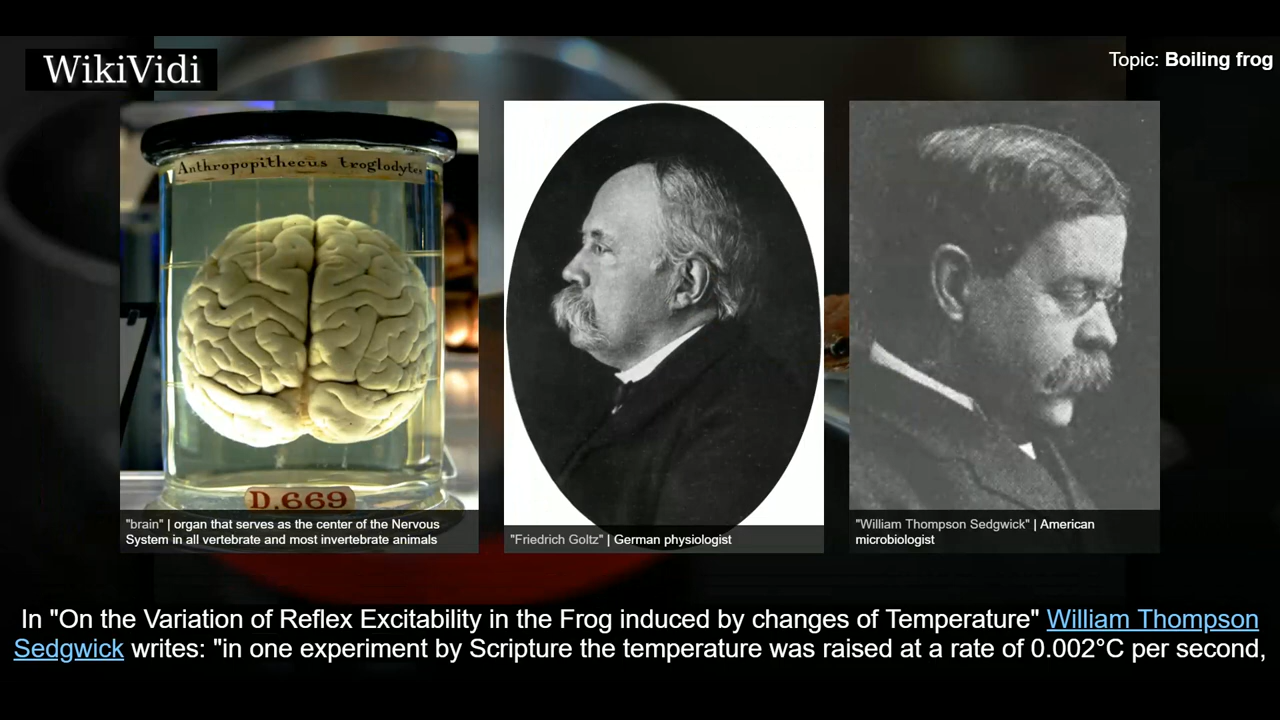 WikiVidi
Topic: Boiling frog
Anthropopithecus troglodytes
D.669
"brain" | organ that serves as the center of the Nervous
System in all vertebrate and most invertebrate animals
"Friedrich Goltz" | German physiologist
"William Thompson Sedgwick" | American
microbiologist
In "On the Variation of Reflex Excitability in the Frog induced by changes of Temperature" William Thompson
Sedgwick writes: "in one experiment by Scripture the temperature was raised at a rate of 0.002°C per second,